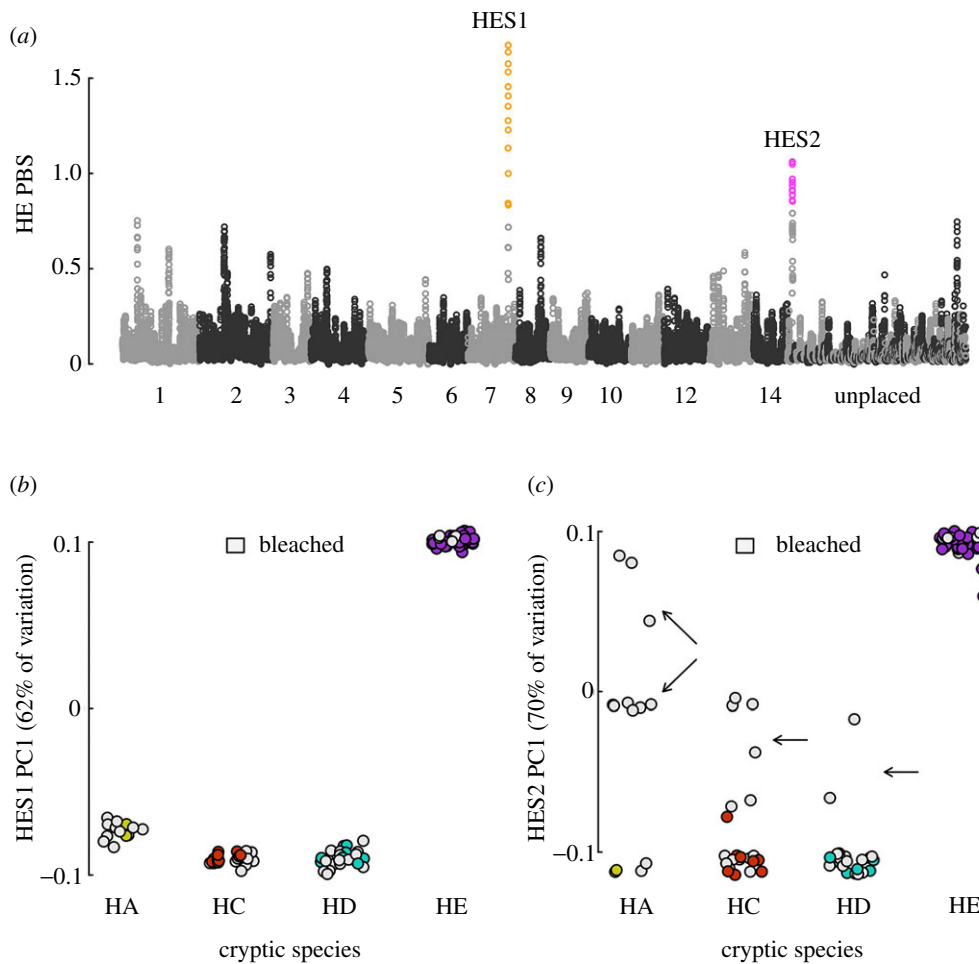 (a)
HES1
HES2
HE PBS
1.5
1.0
0.5
0
1 2 3 4 5 6 7 8 9 10 12 14 unplaced
(b)
bleached
HES1 PC1 (62% of variation)
0.1
0
−0.1
HA HC HD HE
cryptic species
(c)
bleached
HES2 PC1 (70% of variation)
0.1
0
−0.1
HA HC HD HE
cryptic species